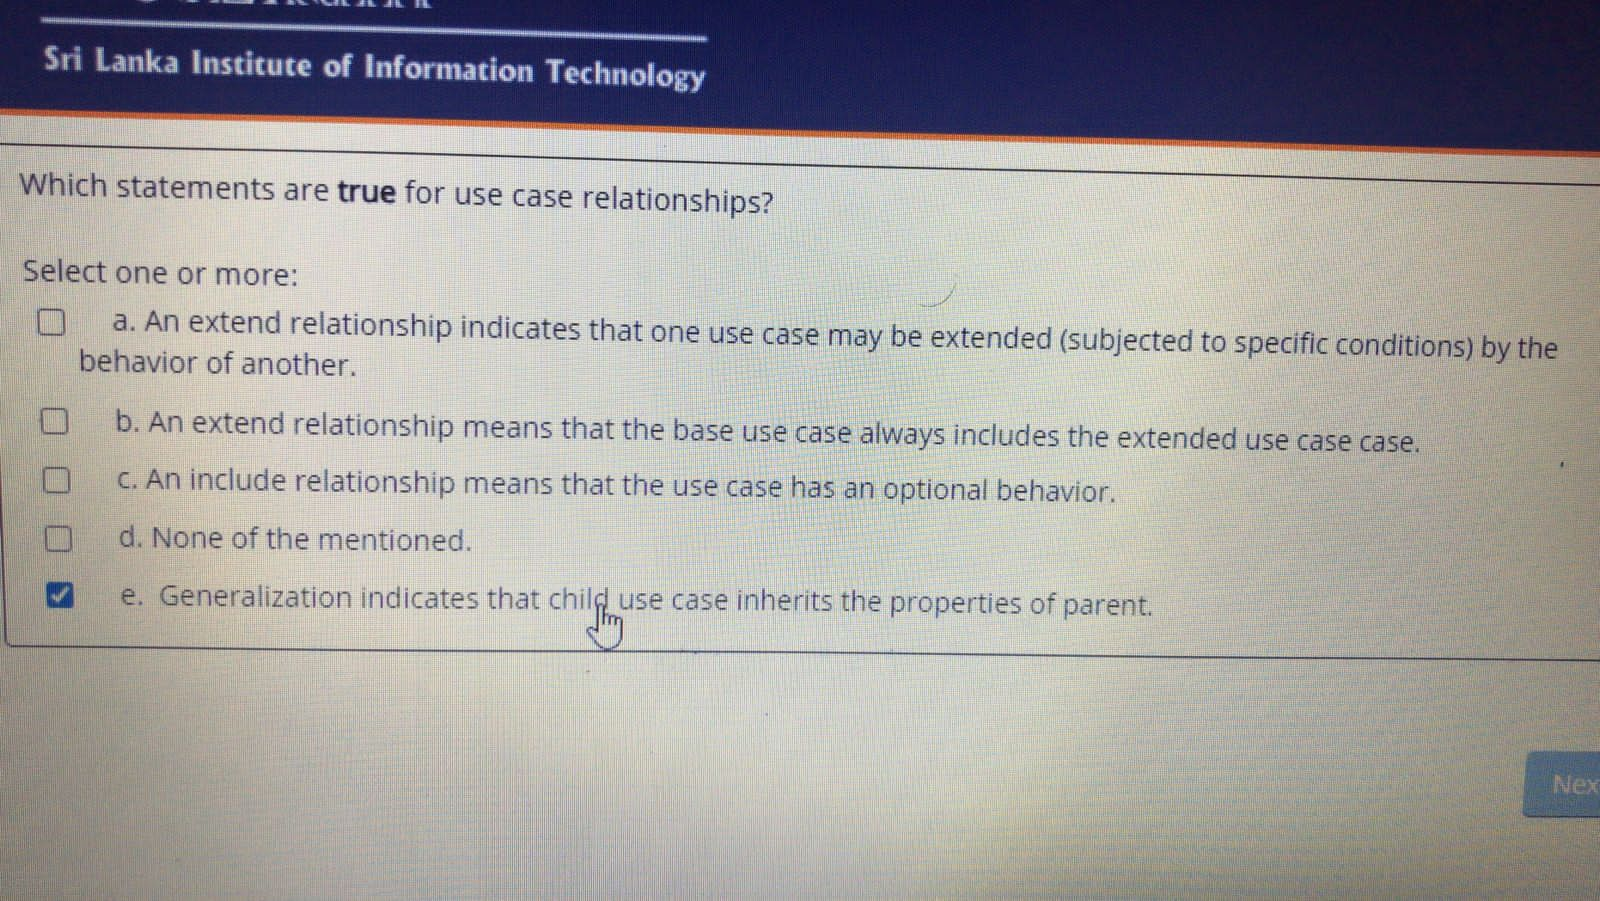 Sri Lanka Institute of Information Technology
Which statements are true for use case relationships?
Select one or more:
a. An extend relationship indicates that one use case may be extended (subjected to specific conditions) by the
behavior of another.
b. An extend relationship means that the base use case always includes the extended use case case.
c. An include relationship means that the use case has an optional behavior.
d. None of the mentioned.
e. Generalization indicates that child use case inherits the properties of parent.